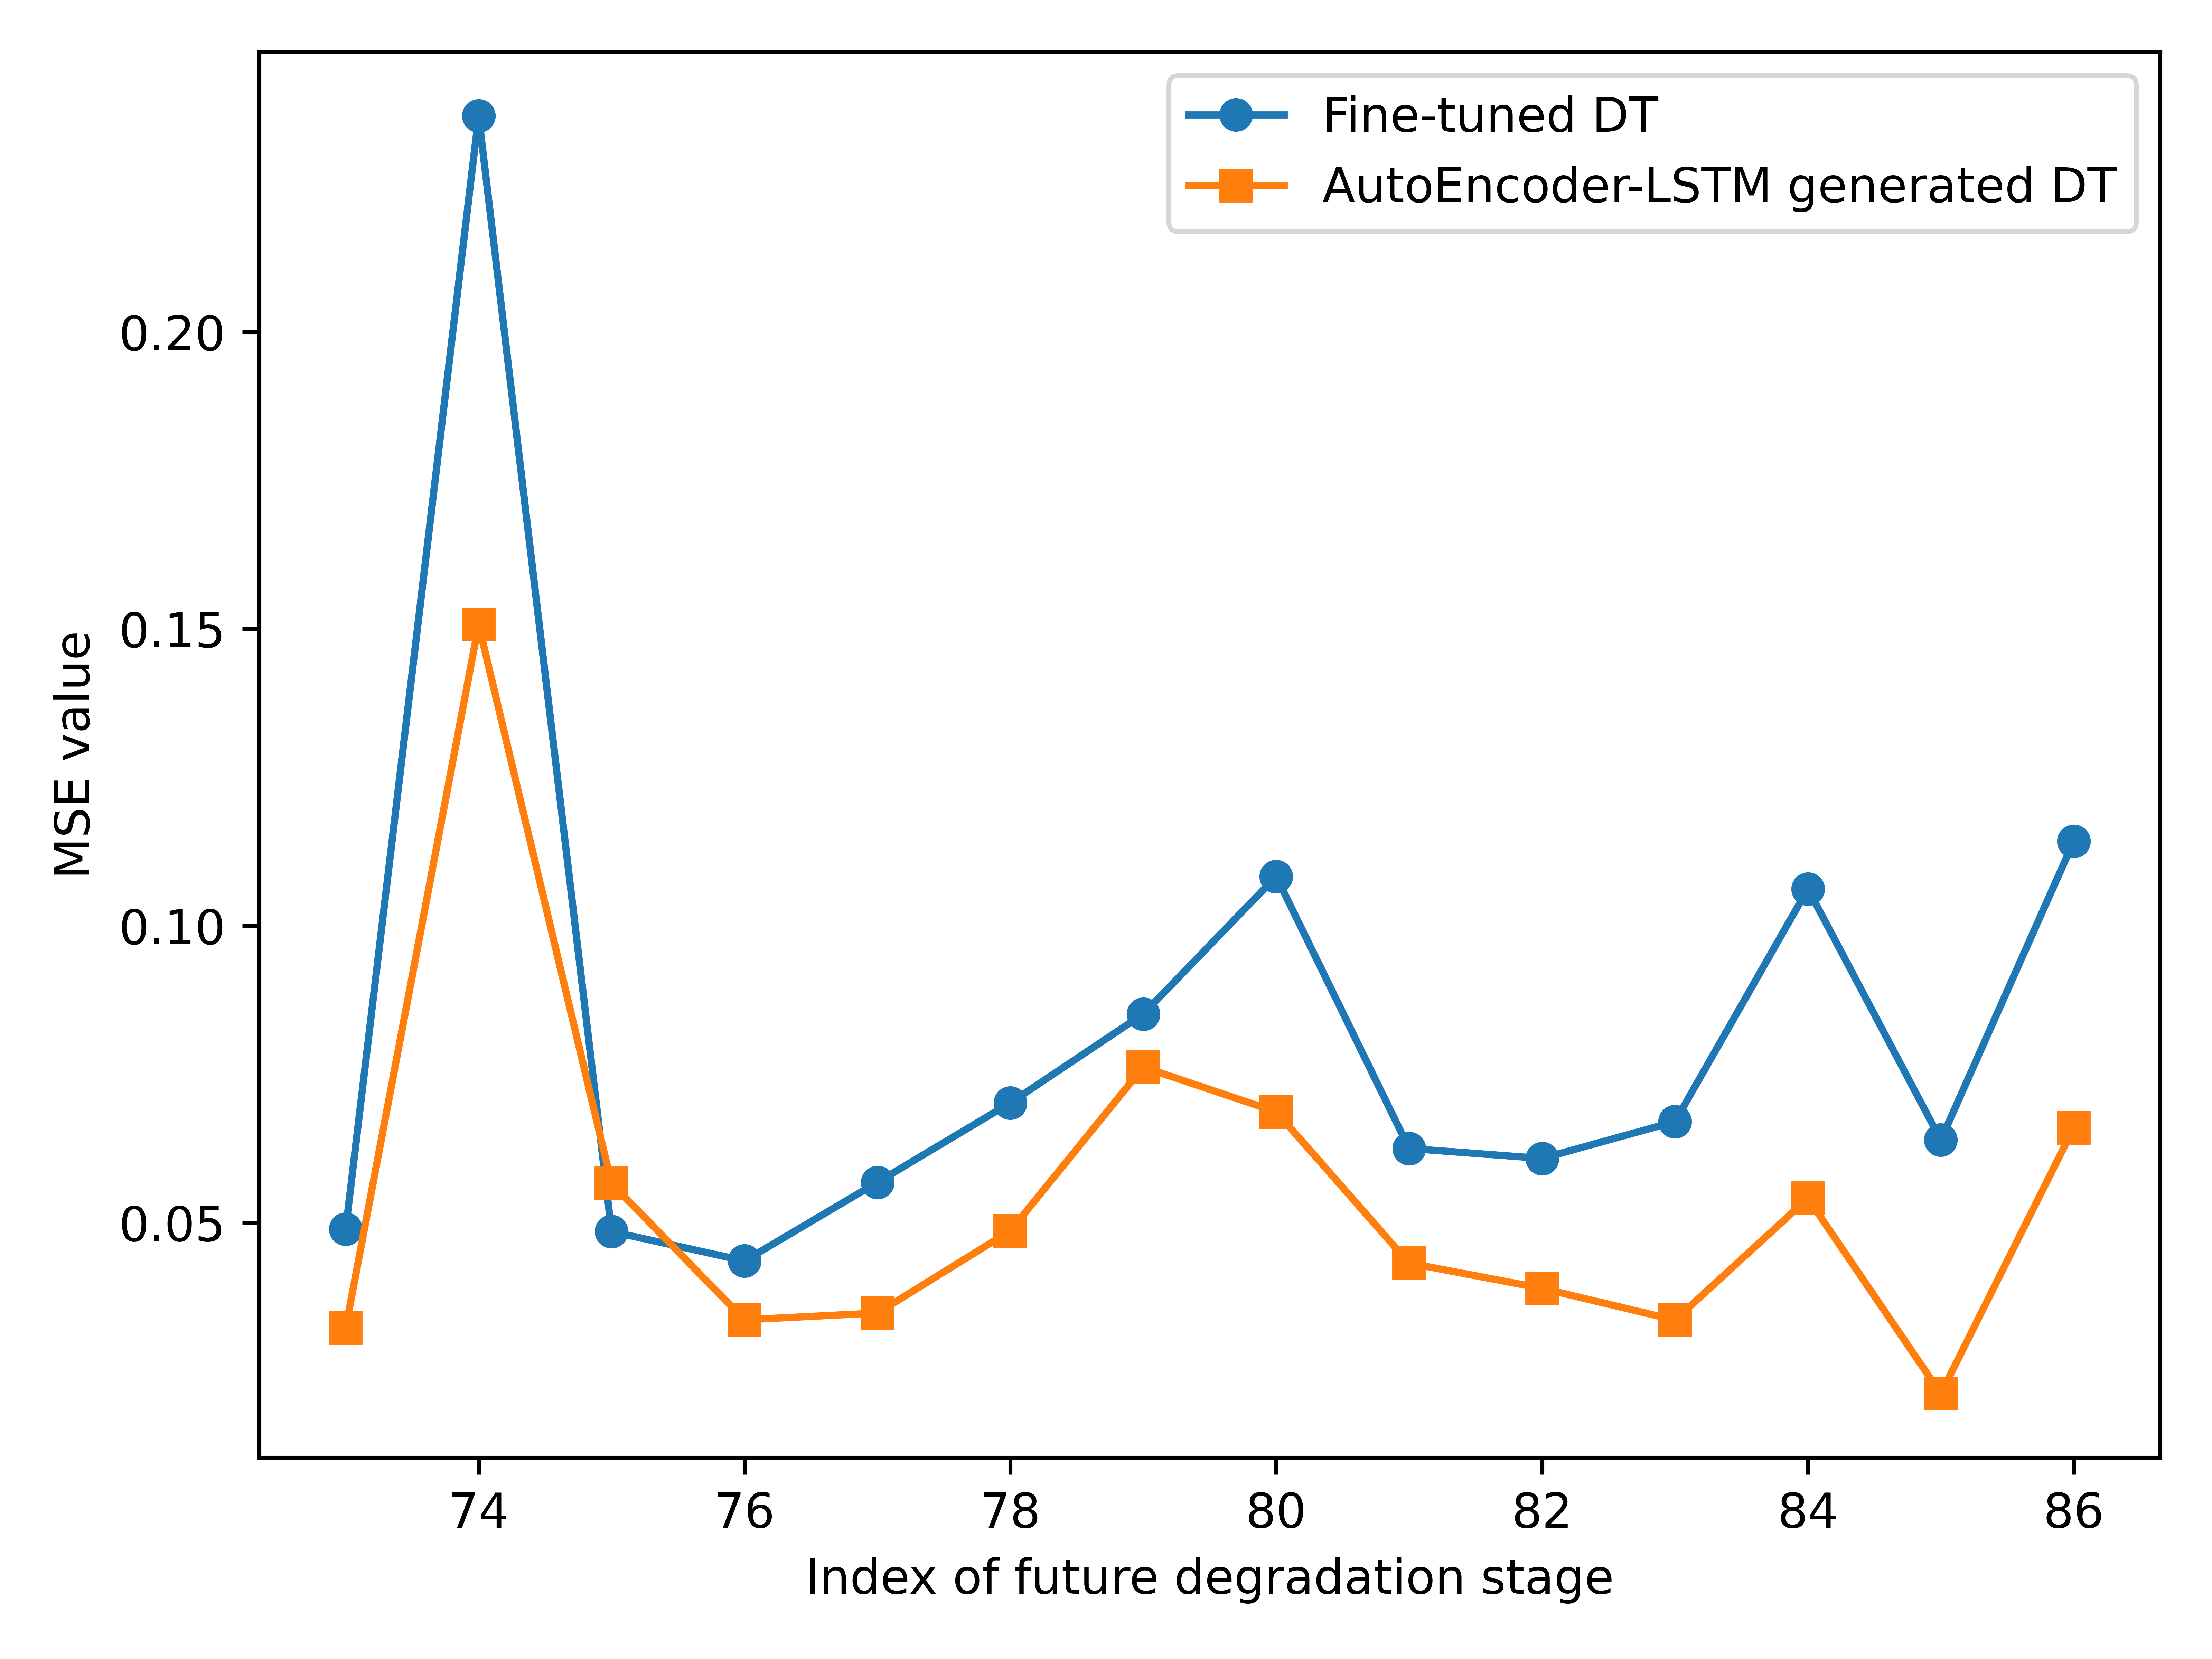 Fine-tuned DT
AutoEncoder-LSTM generated DT
0.20
0.15
0.10
0.05
MSE value
74 76 78 80 82 84 86
Index of future degradation stage